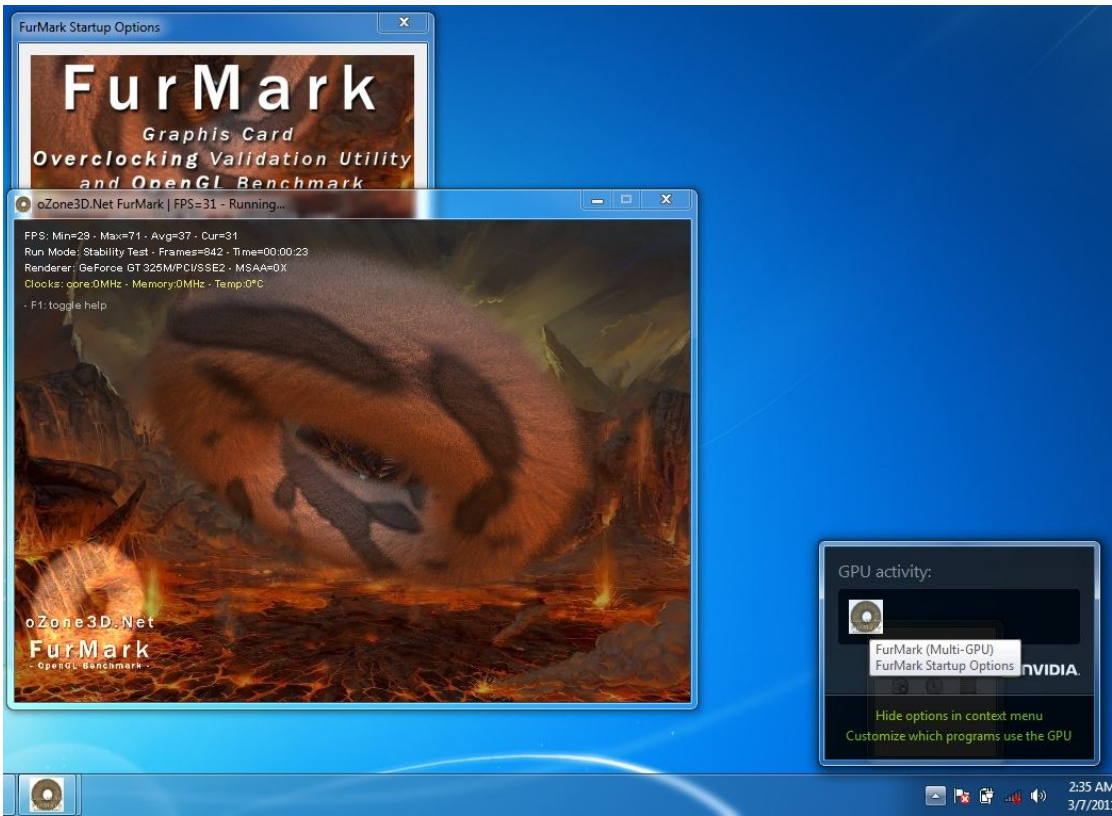 FurMark Startup Options
FurMark
Graphis Card
Overclocking Validation Utility
and OpenGL Benchmark
oZone3D.Net FurMark | FPS=31 - Running...
FPS: Min=29 - Max=71 - Avg=37 - Cur=31
Run Mode: Stability Test - Frames=842 - Time=00:00:23
Renderer: GeForce GT 325M/PCI/SSE2 - MSAA=0X
Clocks: core:0MHz - Memory:0MHz - Temp:0°C
- F1: toggle help
oZone3D.Net
FurMark
- OpenGL Benchmark -
GPU activity:
FurMark (Multi-GPU)
FurMark Startup Options
NVIDIA.
Hide options in context menu
Customize which programs use the GPU
2:35 AM
3/7/201